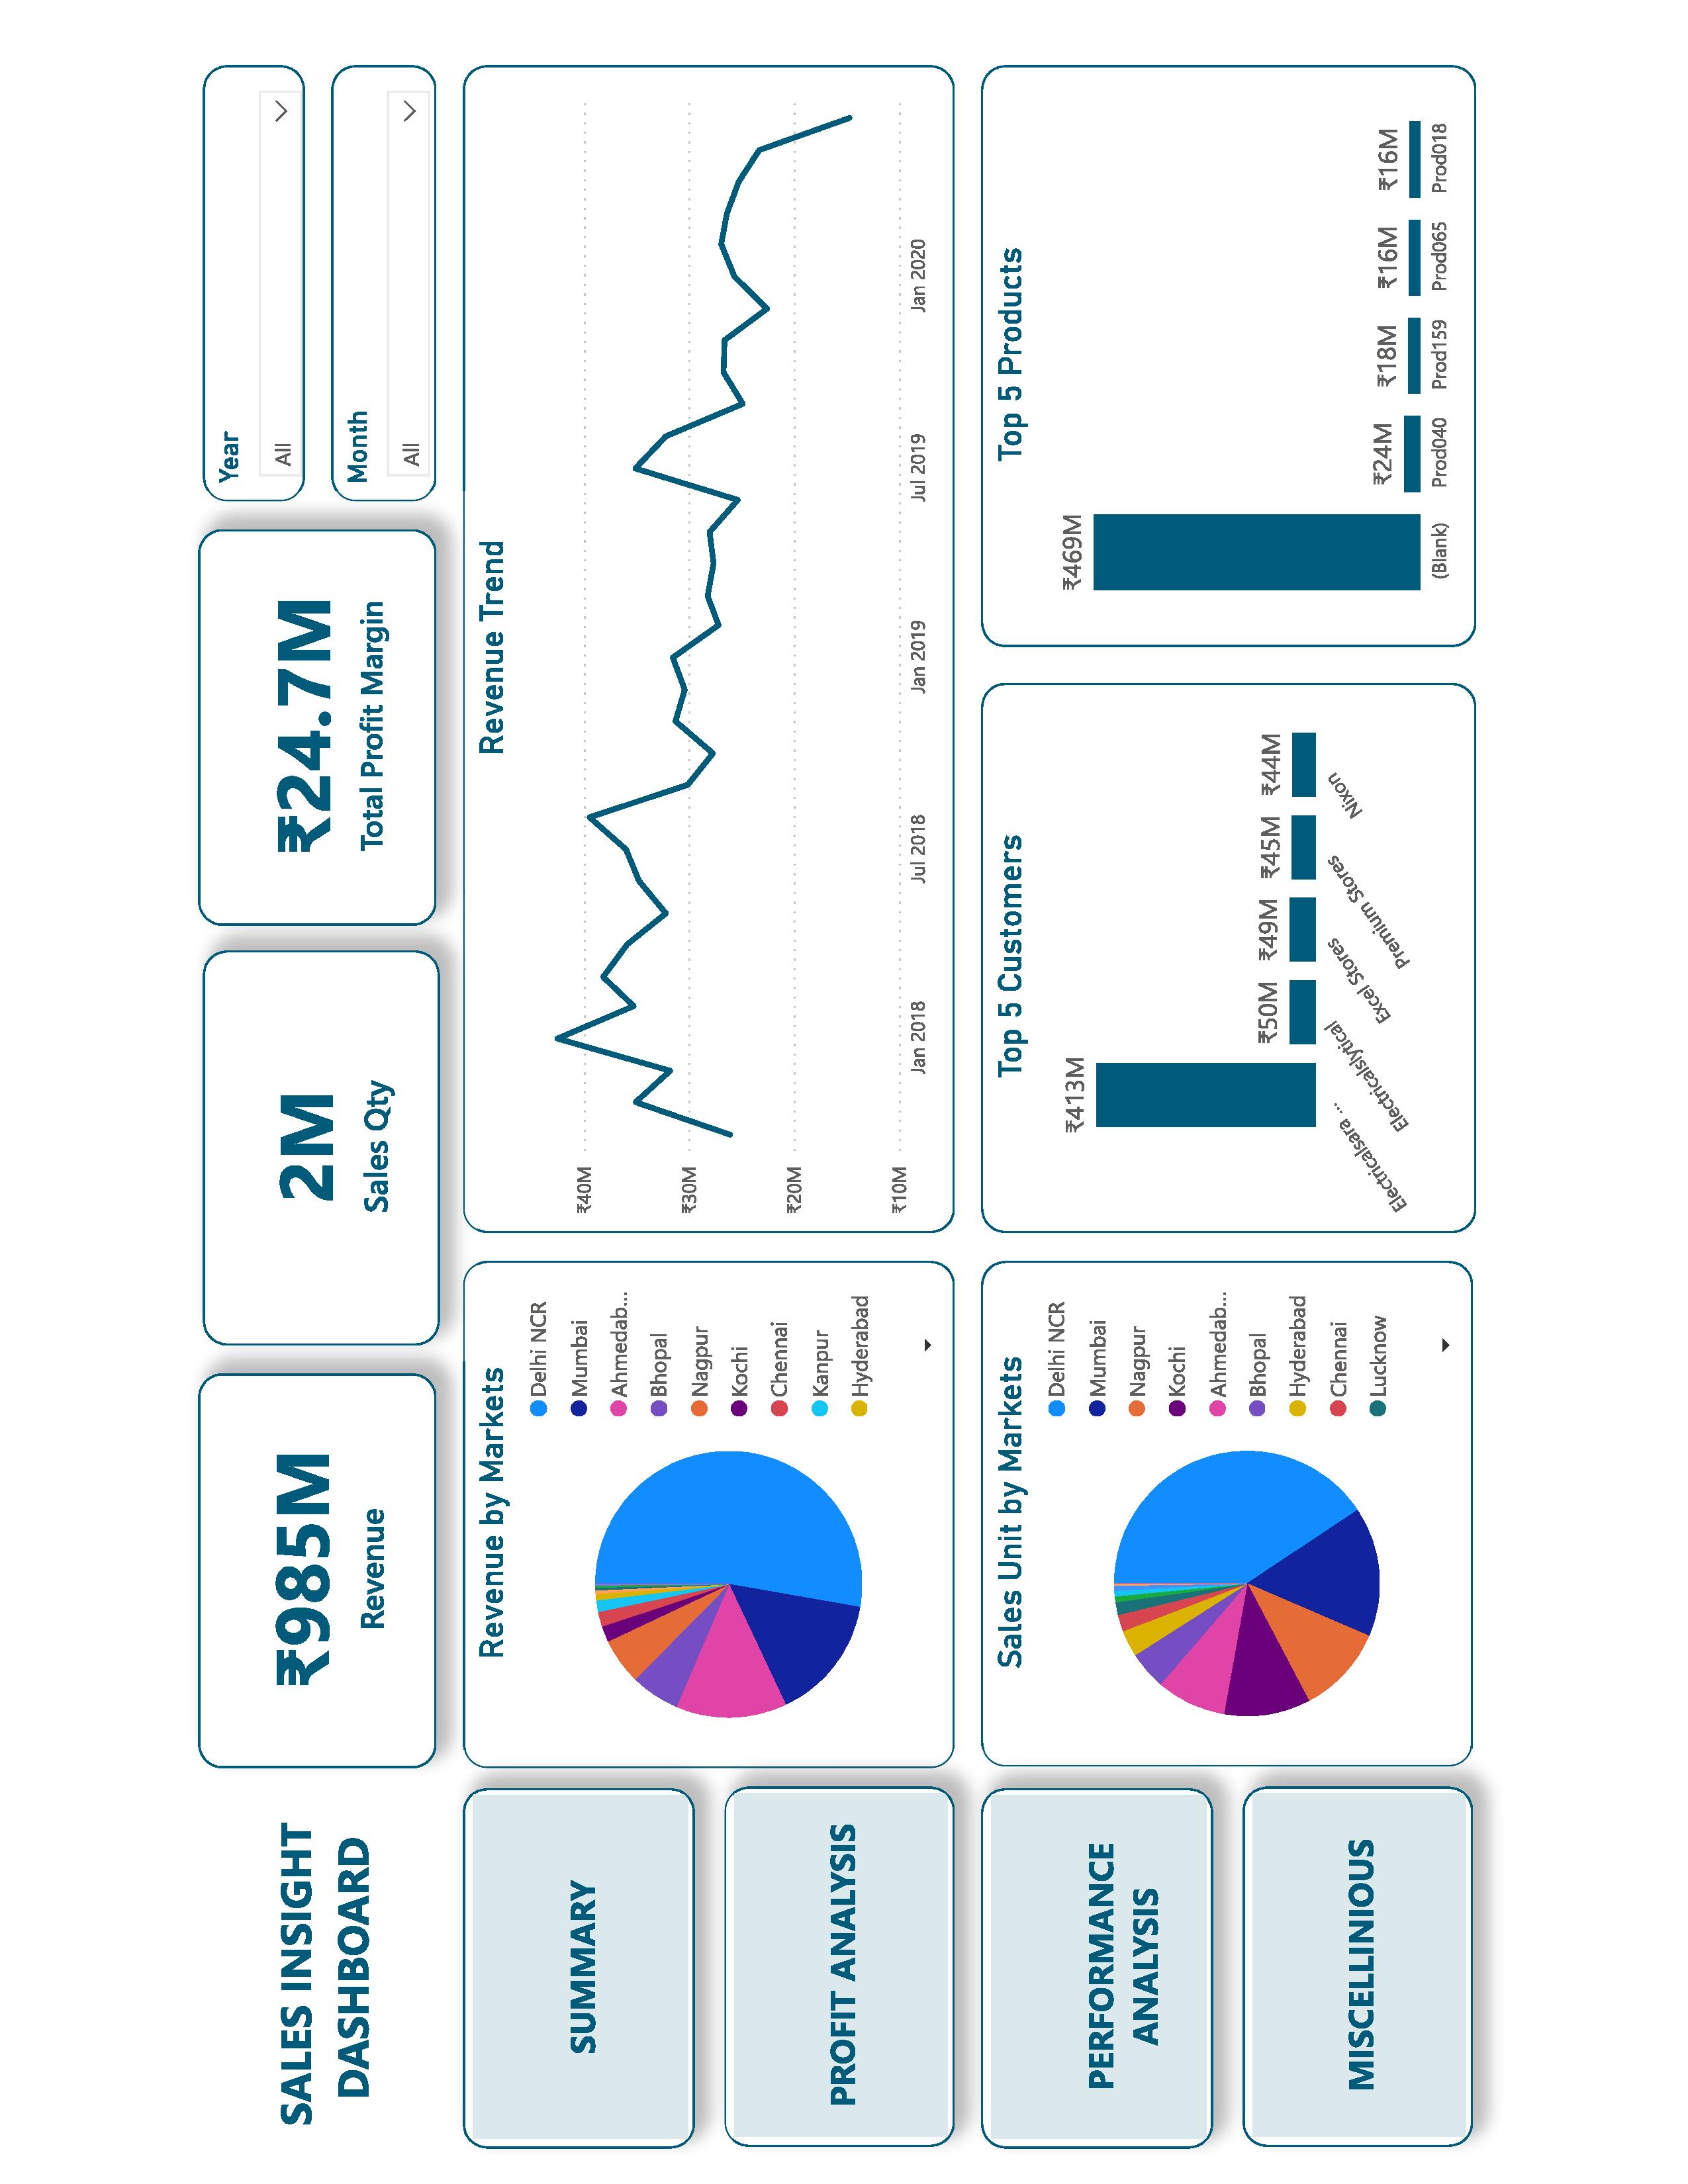 SALES INSIGHT
DASHBOARD
₹985M
Revenue
2M
Sales Qty
₹24.7M
Total Profit Margin
Year
All
Month
All
SUMMARY
PROFIT ANALYSIS
PERFORMANCE
ANALYSIS
MISCELLINIOUS
Revenue by Markets
Delhi NCR
Mumbai
Ahmedab...
Bhopal
Nagpur
Kochi
Chennai
Kanpur
Hyderabad
Revenue Trend
₹40M
₹30M
₹20M
₹10M
Jan 2018
Jul 2018
Jan 2019
Jul 2019
Jan 2020
Sales Unit by Markets
Delhi NCR
Mumbai
Nagpur
Kochi
Ahmedab...
Bhopal
Hyderabad
Chennai
Lucknow
Top 5 Customers
₹413M
₹50M
₹49M
₹45M
₹44M
Electricalsara ...
Electricalslytical
Excel Stores
Premium Stores
Nixon
Top 5 Products
₹469M
₹24M
₹18M
₹16M
₹16M
(Blank)
Prod040
Prod159
Prod065
Prod018